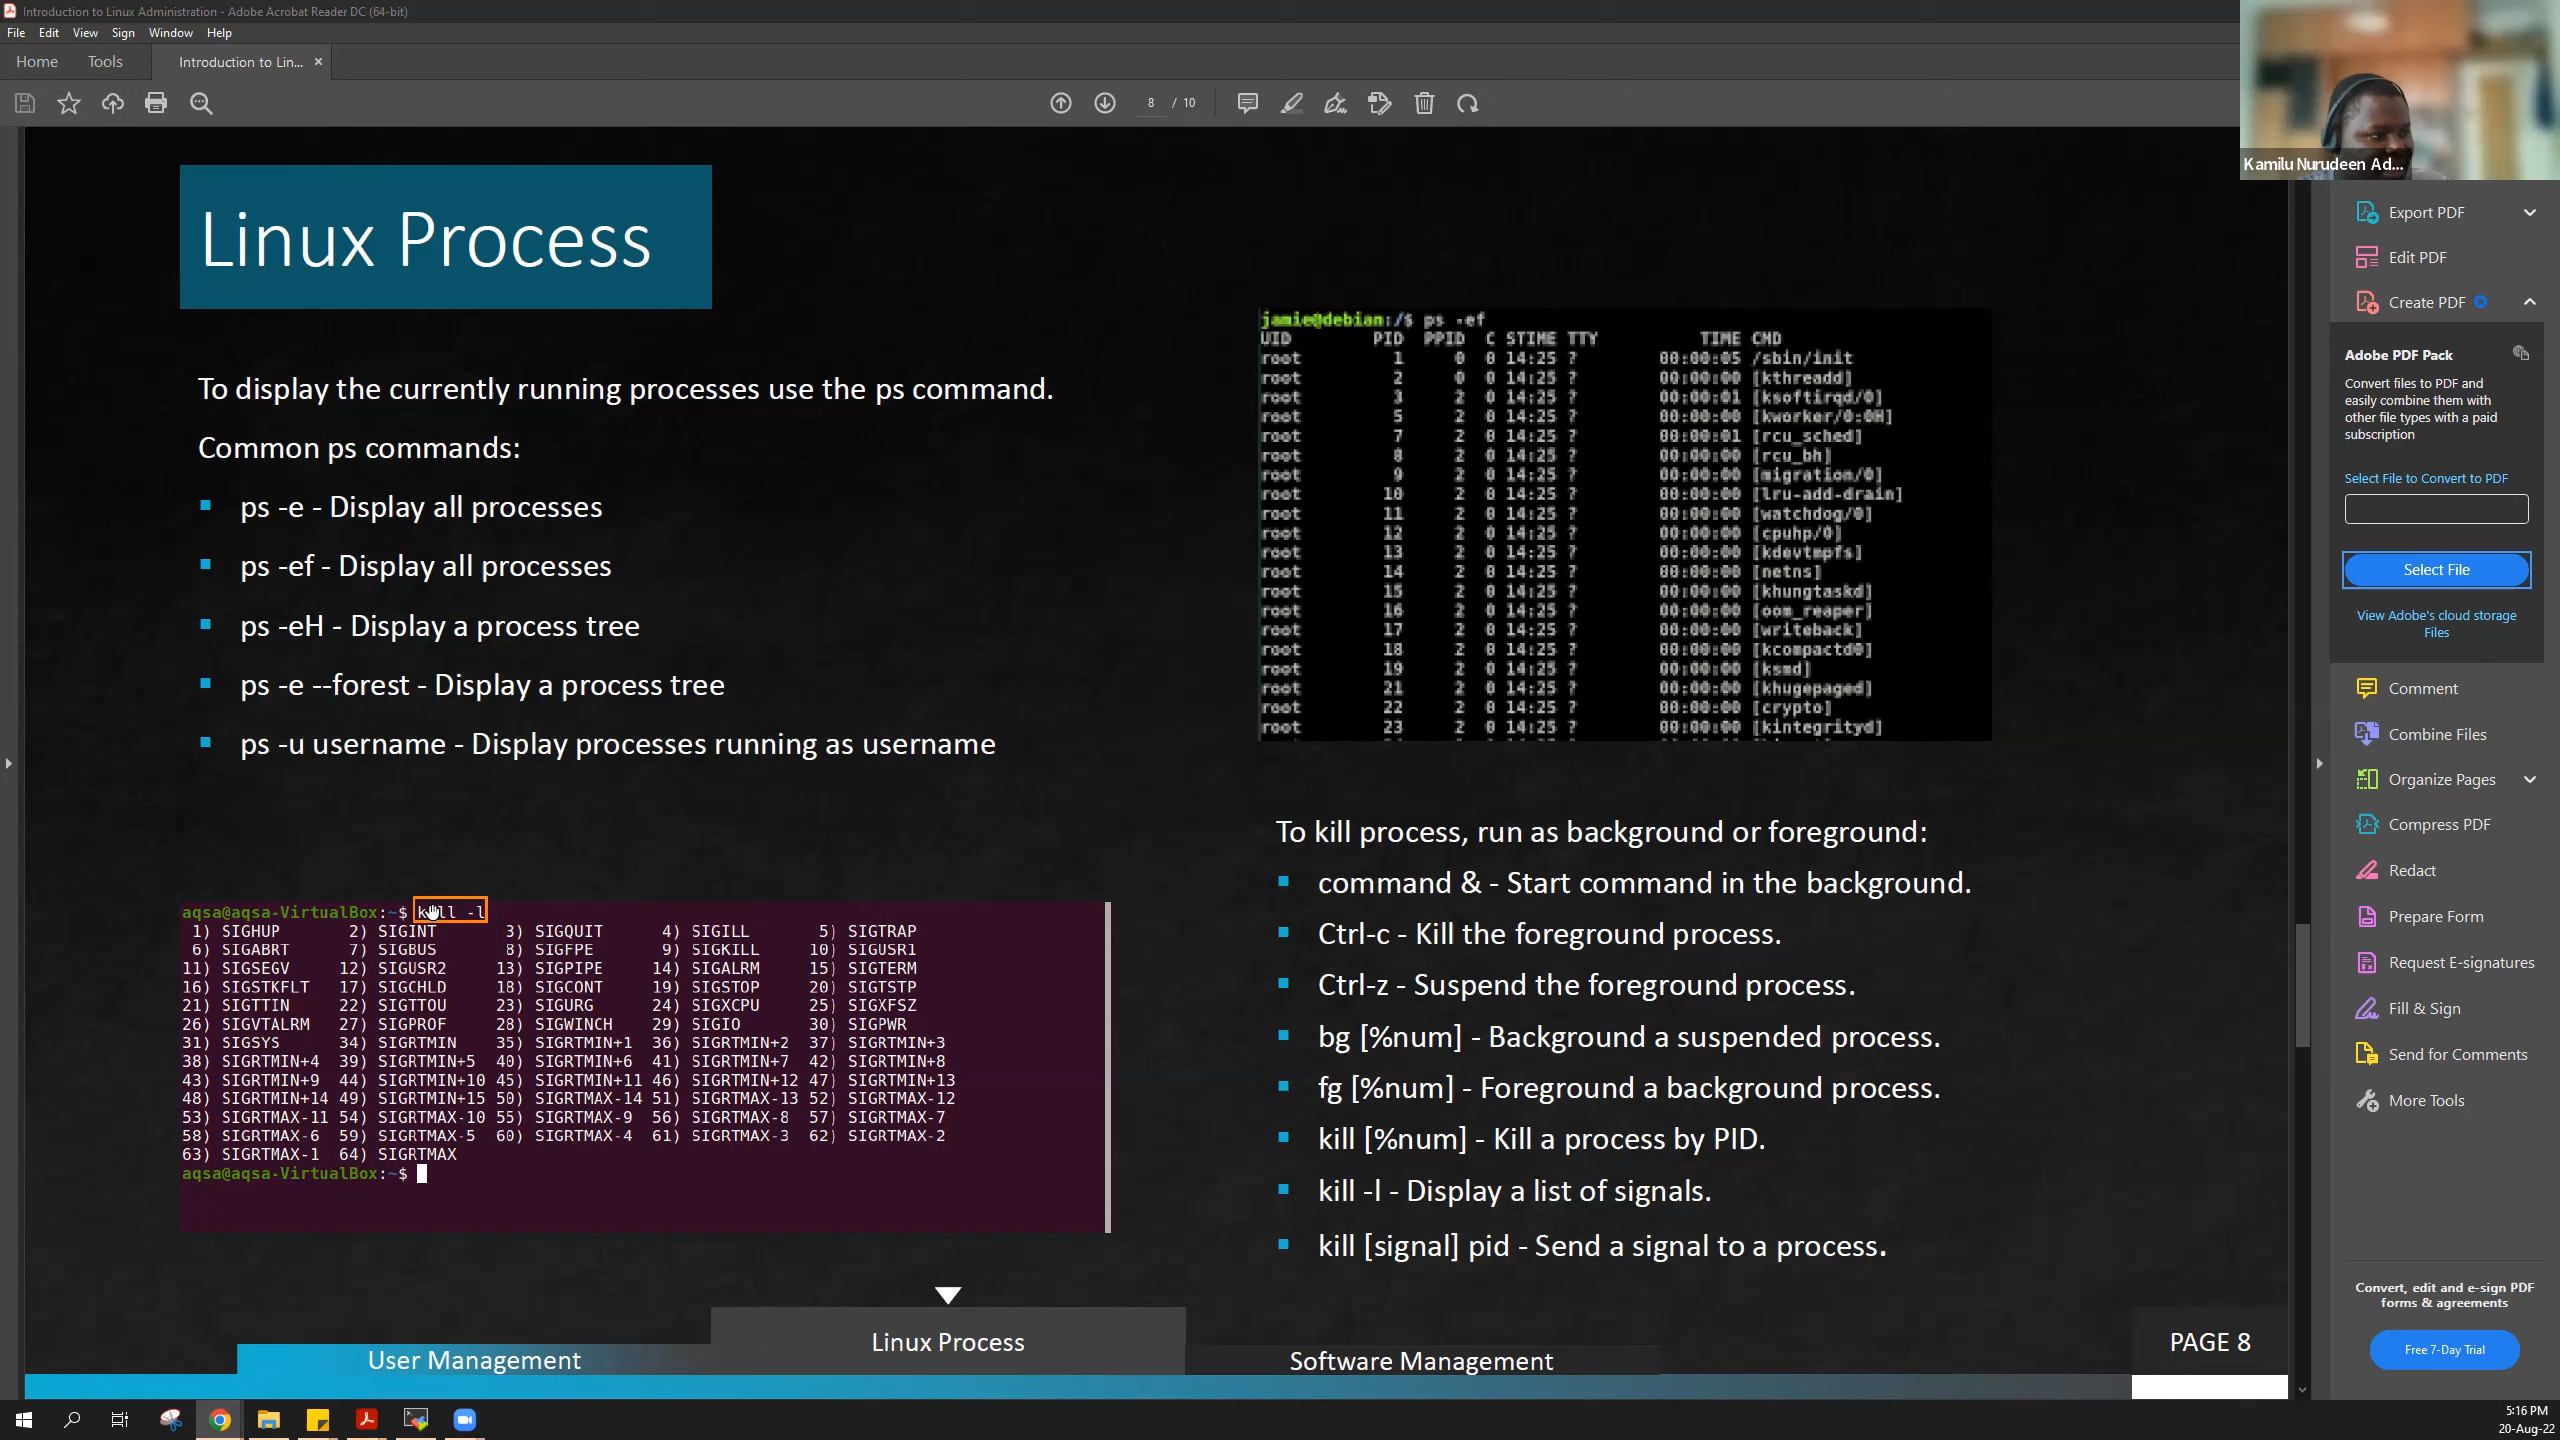 Introduction to Linux Administration - Adobe Acrobat Reader DC (64-bit)
File Edit View Sign Window Help
Home Tools Introduction to Lin... ×
8 / 10
Kamilu Nurudeen Ad...
Linux Process
To display the currently running processes use the ps command.
Common ps commands:
ps -e - Display all processes
ps -ef - Display all processes
ps -eH - Display a process tree
ps -e --forest - Display a process tree
ps -u username - Display processes running as username
jamie@debian:/$ ps -ef
UID PID PPID C STIME TTY TIME CMD
root 1 0 0 14:25 ? 00:00:05 /sbin/init
root 2 0 0 14:25 ? 00:00:00 [kthreadd]
root 3 2 0 14:25 ? 00:00:01 [ksoftirqd/0]
root 5 2 0 14:25 ? 00:00:00 [kworker/0:0H]
root 7 2 0 14:25 ? 00:00:01 [rcu_sched]
root 8 2 0 14:25 ? 00:00:00 [rcu_bh]
root 9 2 0 14:25 ? 00:00:00 [migration/0]
root 10 2 0 14:25 ? 00:00:00 [lru-add-drain]
root 11 2 0 14:25 ? 00:00:00 [watchdog/0]
root 12 2 0 14:25 ? 00:00:00 [cpuhp/0]
root 13 2 0 14:25 ? 00:00:00 [kdevtmpfs]
root 14 2 0 14:25 ? 00:00:00 [netns]
root 15 2 0 14:25 ? 00:00:00 [khungtaskd]
root 16 2 0 14:25 ? 00:00:00 [oom_reaper]
root 17 2 0 14:25 ? 00:00:00 [writeback]
root 18 2 0 14:25 ? 00:00:00 [kcompactd0]
root 19 2 0 14:25 ? 00:00:00 [ksmd]
root 21 2 0 14:25 ? 00:00:00 [khugepaged]
root 22 2 0 14:25 ? 00:00:00 [crypto]
root 23 2 0 14:25 ? 00:00:00 [kintegrityd]
aqsa@aqsa-VirtualBox:~$ kill -l
1) SIGHUP 2) SIGINT 3) SIGQUIT 4) SIGILL 5) SIGTRAP
6) SIGABRT 7) SIGBUS 8) SIGFPE 9) SIGKILL 10) SIGUSR1
11) SIGSEGV 12) SIGUSR2 13) SIGPIPE 14) SIGALRM 15) SIGTERM
16) SIGSTKFLT 17) SIGCHLD 18) SIGCONT 19) SIGSTOP 20) SIGTSTP
21) SIGTTIN 22) SIGTTOU 23) SIGURG 24) SIGXCPU 25) SIGXFSZ
26) SIGVTALRM 27) SIGPROF 28) SIGWINCH 29) SIGIO 30) SIGPWR
31) SIGSYS 34) SIGRTMIN 35) SIGRTMIN+1 36) SIGRTMIN+2 37) SIGRTMIN+3
38) SIGRTMIN+4 39) SIGRTMIN+5 40) SIGRTMIN+6 41) SIGRTMIN+7 42) SIGRTMIN+8
43) SIGRTMIN+9 44) SIGRTMIN+10 45) SIGRTMIN+11 46) SIGRTMIN+12 47) SIGRTMIN+13
48) SIGRTMIN+14 49) SIGRTMIN+15 50) SIGRTMAX-14 51) SIGRTMAX-13 52) SIGRTMAX-12
53) SIGRTMAX-11 54) SIGRTMAX-10 55) SIGRTMAX-9 56) SIGRTMAX-8 57) SIGRTMAX-7
58) SIGRTMAX-6 59) SIGRTMAX-5 60) SIGRTMAX-4 61) SIGRTMAX-3 62) SIGRTMAX-2
63) SIGRTMAX-1 64) SIGRTMAX
aqsa@aqsa-VirtualBox:~$
To kill process, run as background or foreground:
command & - Start command in the background.
Ctrl-c - Kill the foreground process.
Ctrl-z - Suspend the foreground process.
bg [%num] - Background a suspended process.
fg [%num] - Foreground a background process.
kill [%num] - Kill a process by PID.
kill -l - Display a list of signals.
kill [signal] pid - Send a signal to a process.
User Management
Linux Process
Software Management
PAGE 8
Export PDF
Edit PDF
Create PDF
Adobe PDF Pack
Convert files to PDF and
easily combine them with
other file types with a paid
subscription
Select File to Convert to PDF
Select File
View Adobe's cloud storage
Files
Comment
Combine Files
Organize Pages
Compress PDF
Redact
Prepare Form
Request E-signatures
Fill & Sign
Send for Comments
More Tools
Convert, edit and e-sign PDF
forms & agreements
Free 7-Day Trial
5:16 PM
20-Aug-22